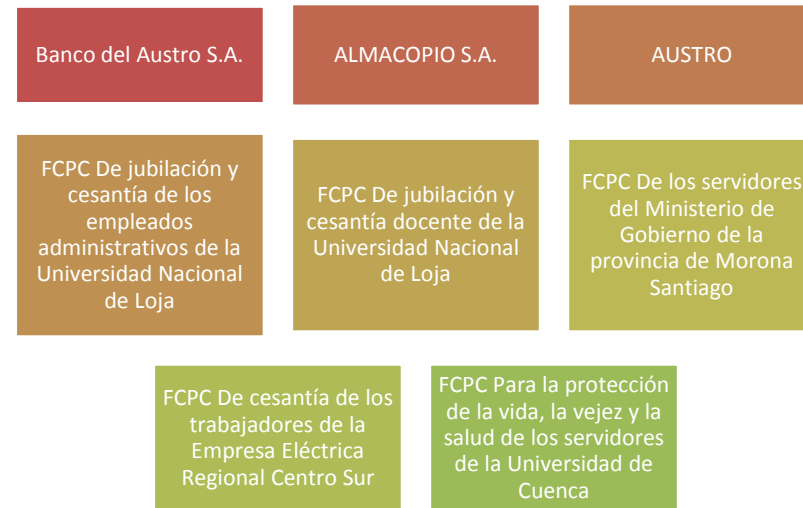 Banco del Austro S.A.
ALMACOPIO S.A.
AUSTRO
FCPC De jubilación y
cesantía de los
empleados
administrativos de la
Universidad Nacional
de Loja
FCPC De jubilación y
cesantía docente de la
Universidad Nacional
de Loja
FCPC De los servidores
del Ministerio de
Gobierno de la
provincia de Morona
Santiago
FCPC De cesantía de los
trabajadores de la
Empresa Eléctrica
Regional Centro Sur
FCPC Para la protección
de la vida, la vejez y la
salud de los servidores
de la Universidad de
Cuenca